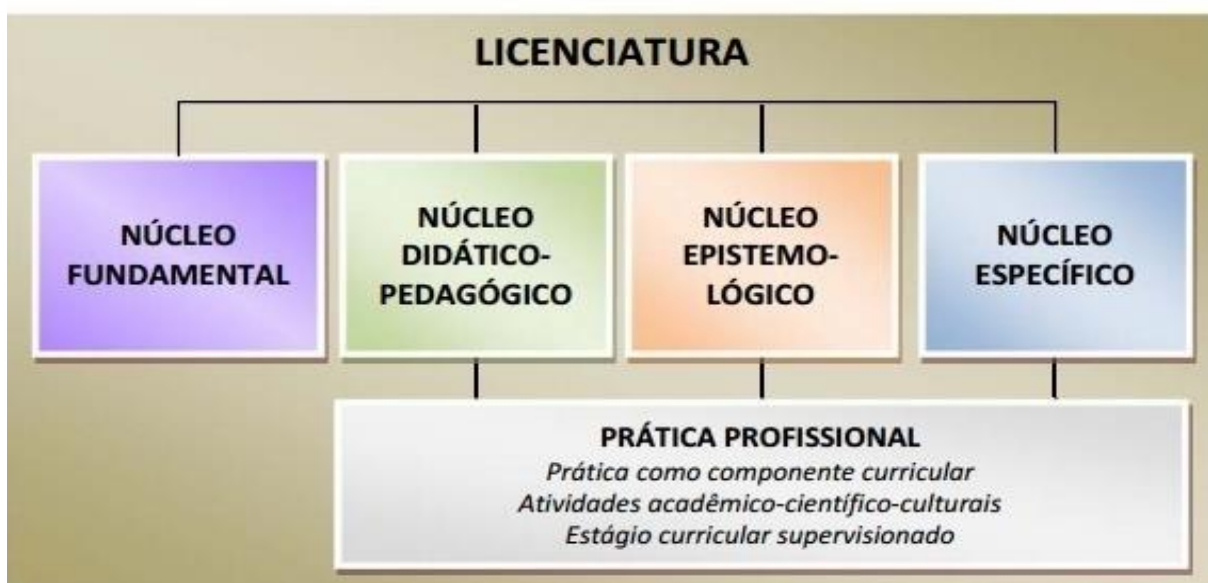 LICENCIATURA
NÚCLEO
FUNDAMENTAL
NÚCLEO
DIDÁTICO-
PEDAGÓGICO
NÚCLEO
EPISTEMO-
LÓGICO
NÚCLEO
ESPECÍFICO
PRÁTICA PROFISSIONAL
Prática como componente curricular
Atividades acadêmico-científico-culturais
Estágio curricular supervisionado